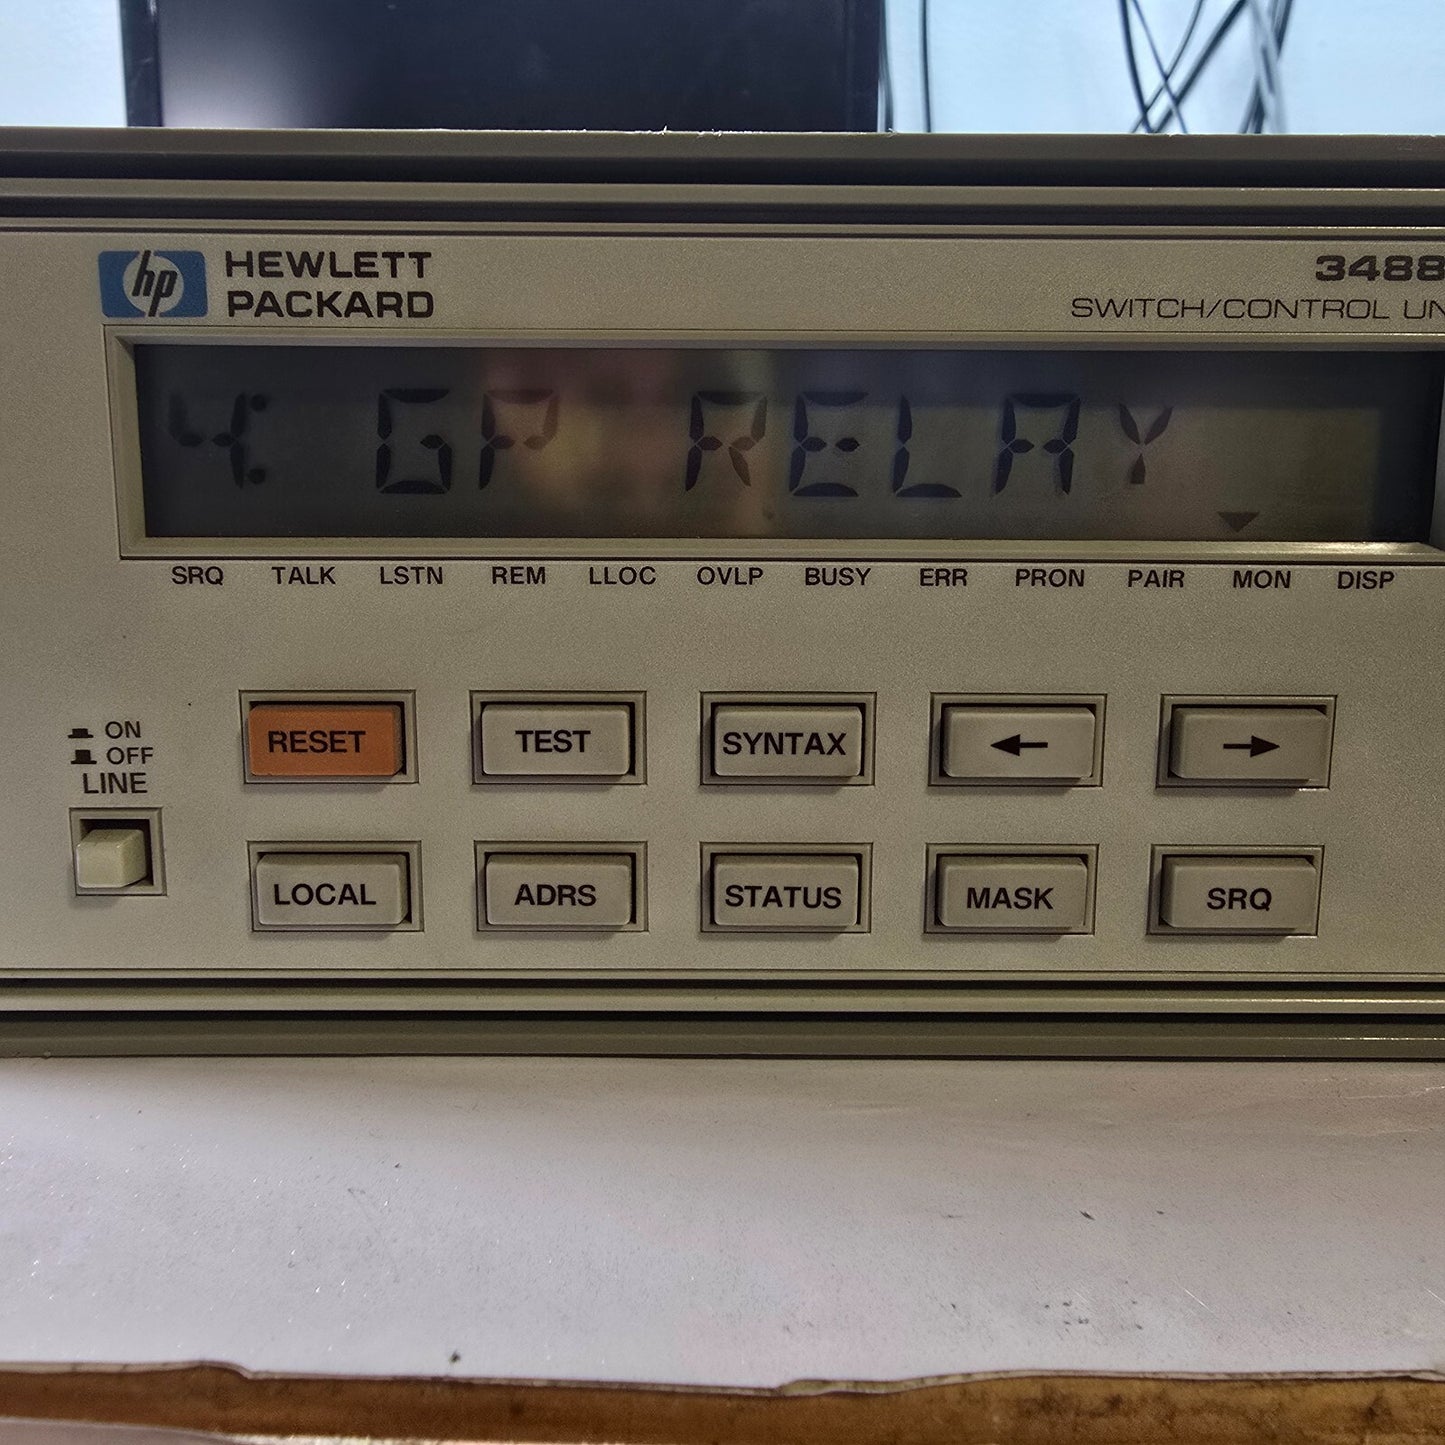 hp HEWLETT
PACKARD
3488
SWITCH/CONTROL UN
4: GP RELAY
SRQ TALK LSTN REM LLOC OVLP BUSY ERR PRON PAIR MON DISP
ON
OFF
LINE
RESET TEST SYNTAX ← →
LOCAL ADRS STATUS MASK SRQ